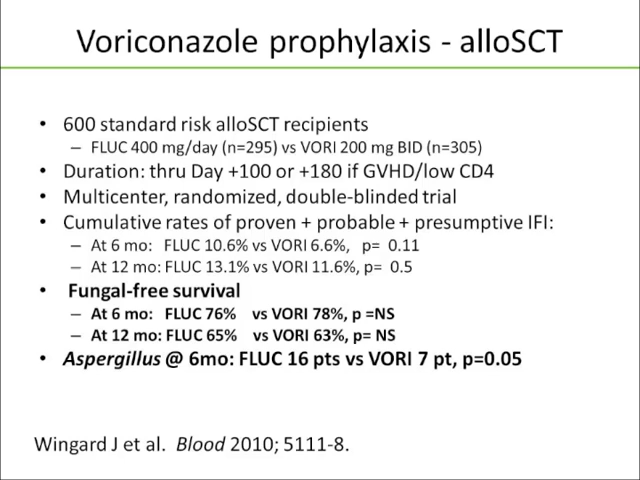 Voriconazole prophylaxis - alloSCT
• 600 standard risk alloSCT recipients
– FLUC 400 mg/day (n=295) vs VORI 200 mg BID (n=305)
• Duration: thru Day +100 or +180 if GVHD/low CD4
• Multicenter, randomized, double-blinded trial
• Cumulative rates of proven + probable + presumptive IFI:
– At 6 mo: FLUC 10.6% vs VORI 6.6%, p= 0.11
– At 12 mo: FLUC 13.1% vs VORI 11.6%, p= 0.5
• Fungal-free survival
– At 6 mo: FLUC 76% vs VORI 78%, p =NS
– At 12 mo: FLUC 65% vs VORI 63%, p= NS
• Aspergillus @ 6mo: FLUC 16 pts vs VORI 7 pt, p=0.05
Wingard J et al. Blood 2010; 5111-8.